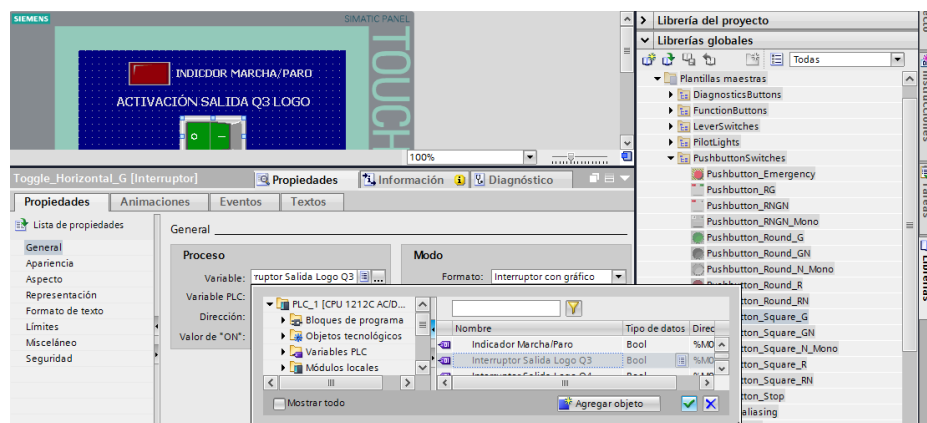 SIEMENS
SIMATIC PANEL
TOUCH
INDICDOR MARCHA/PARO
ACTIVACIÓN SALIDA Q3 LOGO
100%
Toggle_Horizontal_G [Interruptor]
Propiedades
Información
Diagnóstico
Propiedades
Animaciones
Eventos
Textos
Lista de propiedades
General
Apariencia
Aspecto
Representación
Formato de texto
Límites
Misceláneo
Seguridad
General
Proceso
Variable: ruptor Salida Logo Q3
Variable PLC:
Dirección:
Valor de "ON":
Modo
Formato: Interruptor con gráfico
PLC_1 [CPU 1212C AC/D...
Bloques de programa
Objetos tecnológicos
Variables PLC
Módulos locales
Nombre Tipo de datos Direc
Indicador Marcha/Paro Bool %M0
Interruptor Salida Logo Q3 Bool %M0
Mostrar todo
Agregar objeto
Librería del proyecto
Librerías globales
Todas
Plantillas maestras
DiagnosticsButtons
FunctionButtons
LeverSwitches
PilotLights
PushbuttonSwitches
Pushbutton_Emergency
Pushbutton_RG
Pushbutton_RNGN
Pushbutton_RNGN_Mono
Pushbutton_Round_G
Pushbutton_Round_GN
Pushbutton_Round_N_Mono
Pushbutton_Round_R
tton_Round_RN
tton_Square_G
tton_Square_GN
tton_Square_N_Mono
tton_Square_R
tton_Square_RN
tton_Stop
aliasing